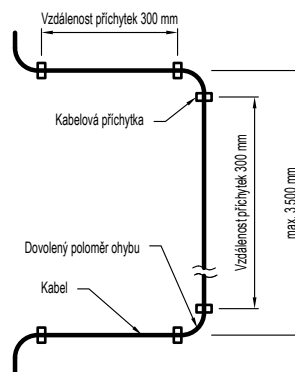 Vzdálenost příchytek 300 mm
Kabelová příchytka
Vzdálenost příchytek 300 mm
max. 3.500 mm
Dovolený poloměr ohybu
Kabel